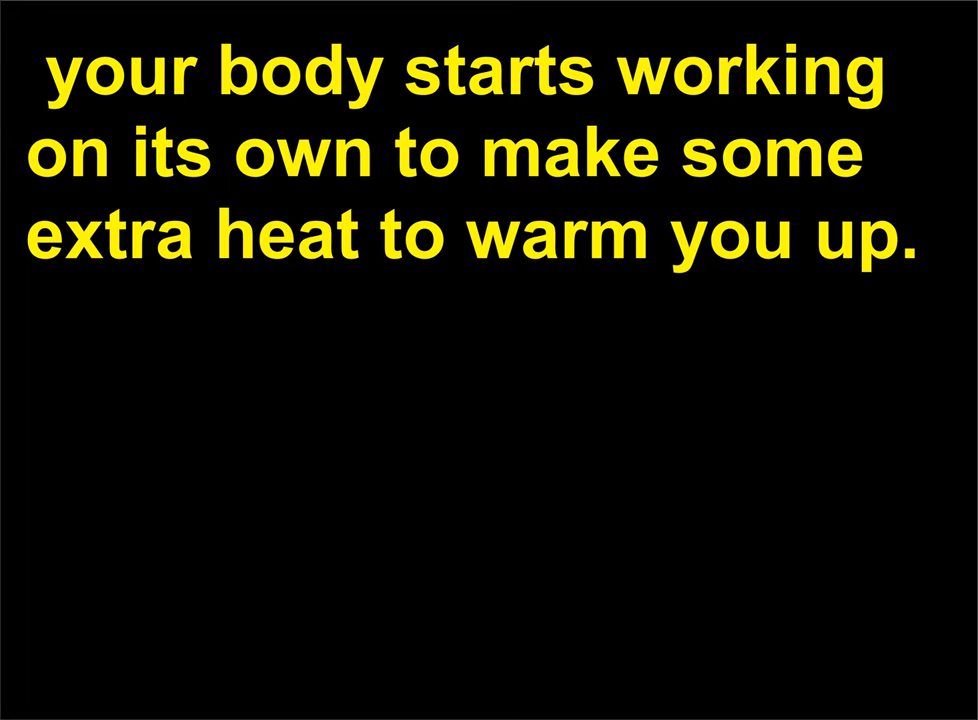 your body starts working
on its own to make some
extra heat to warm you up.